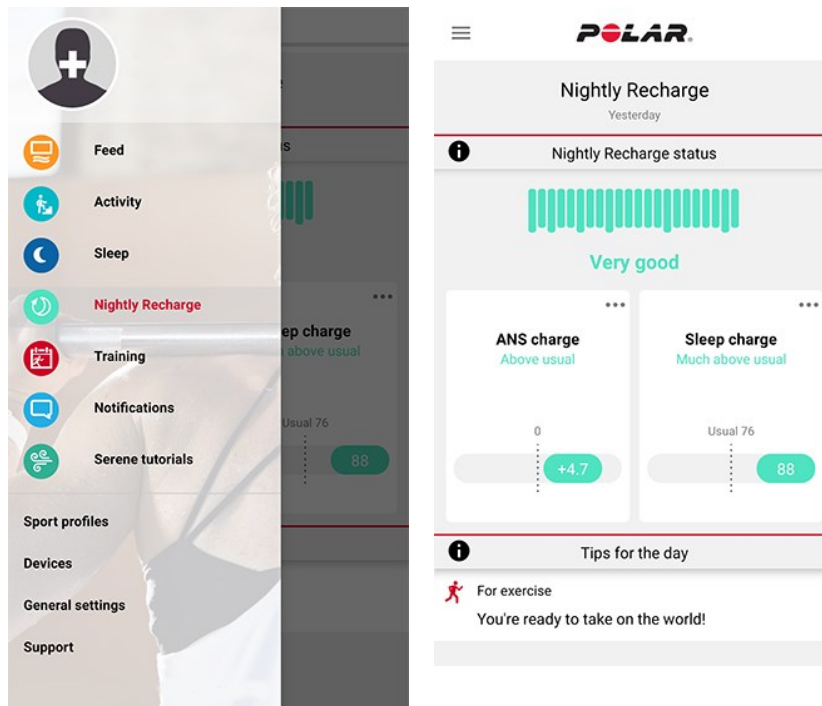 Feed
Activity
Sleep
Nightly Recharge
Training
Notifications
Serene tutorials
Sport profiles
Devices
General settings
Support
s
ep charge
above usual
Usual 76
88
POLAR.
Nightly Recharge
Yesterday
Nightly Recharge status
Very good
ANS charge
Above usual
0
+4.7
Sleep charge
Much above usual
Usual 76
88
Tips for the day
For exercise
You're ready to take on the world!